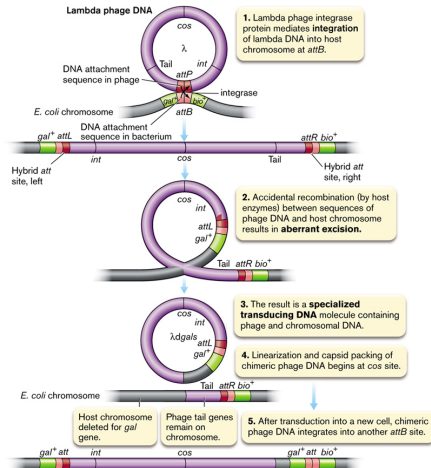 Lambda phage DNA
cos
λ
Tail
int
DNA attachment
sequence in phage
attP
integrase
gal+
bio+
E. coli chromosome
attB
DNA attachment
sequence in bacterium
1. Lambda phage integrase
protein mediates integration
of lambda DNA into host
chromosome at attB.
gal+ attL
attR bio+
int
cos
Tail
Hybrid att
site, left
Hybrid att
site, right
cos
int
attL
gal+
Tail attR bio+
2. Accidental recombination (by host
enzymes) between sequences of
phage DNA and host chromosome
results in aberrant excision.
cos
int
λdgals
attL
gal+
3. The result is a specialized
transducing DNA molecule containing
phage and chromosomal DNA.
4. Linearization and capsid packing of
chimeric phage DNA begins at cos site.
Tail attR bio+
E. coli chromosome
Host chromosome
deleted for gal
gene.
Phage tail genes
remain on
chromosome.
5. After transduction into a new cell, chimeric
phage DNA integrates into another attB site.
gal+ att
int
cos
gal+ att bio+